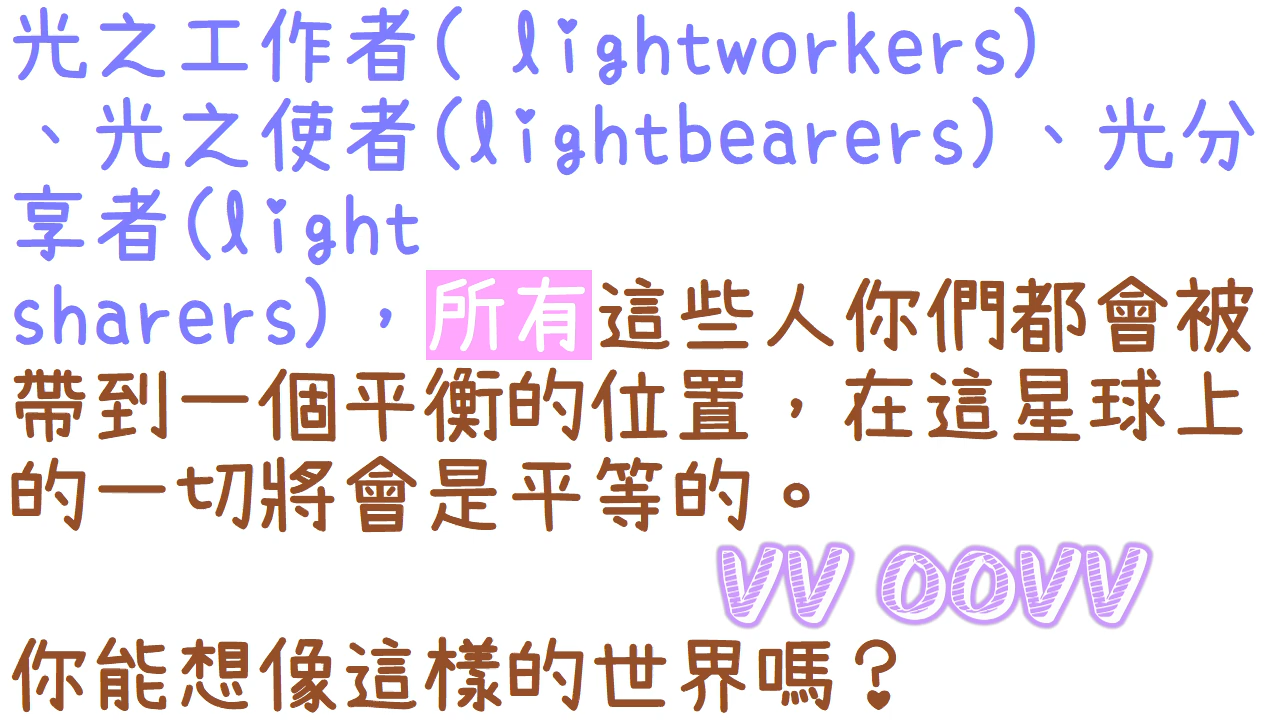 光之工作者( lightworkers)
、光之使者(lightbearers)、光分
享者(light
sharers)，所有這些人你們都會被
帶到一個平衡的位置，在這星球上
的一切將會是平等的。
VV OOVV
你能想像這樣的世界嗎？